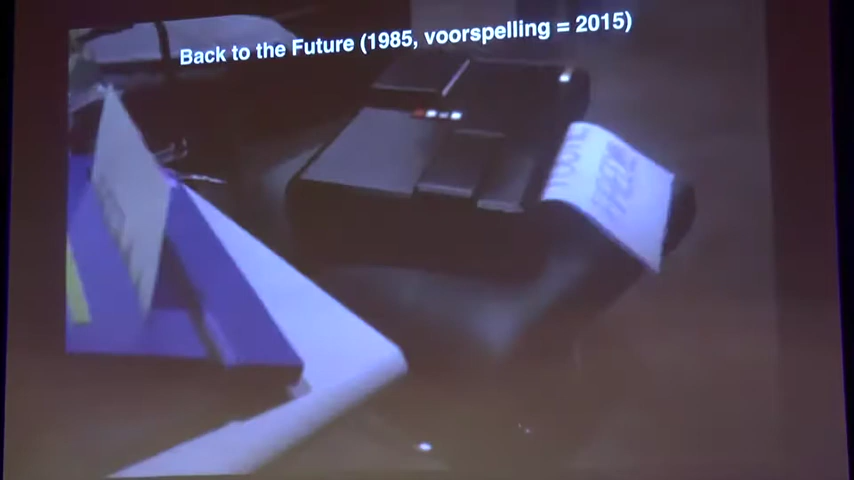 Back to the Future (1985, voorspelling = 2015)